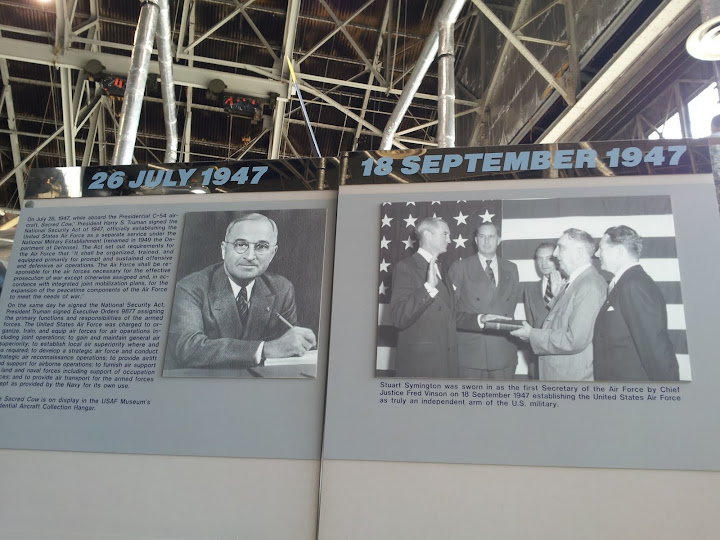 26 JULY 1947
On July 26, 1947, while aboard the Presidential C-54 air-
craft, Sacred Cow, President Harry S. Truman signed the
National Security Act of 1947, officially establishing the
United States Air Force as a separate service under the
National Military Establishment (renamed in 1949 the De-
partment of Defense). The Act set out requirements for
the Air Force that "It shall be organized, trained, and
equipped primarily for prompt and sustained offensive
and defensive air operations. The Air Force shall be re-
sponsible for the air forces necessary for the effective
prosecution of war except otherwise assigned and, in ac-
cordance with integrated joint mobilization plans, for the
expansion of the peacetime components of the Air Force
to meet the needs of war."
On the same day he signed the National Security Act,
President Truman signed Executive Orders 9877 assigning
the primary functions and responsibilities of the armed
forces. The United States Air Force was charged to or-
ganize, train and equip air forces for air operations in-
cluding joint operations; to gain and maintain general air
superiority; to establish local air superiority where and
as required; to develop a strategic air force and conduct
strategic air reconnaissance operations; to provide airlift
and support for airborne operations; to furnish air support
land and naval forces including support of occupation
ces; and to provide air transport for the armed forces
ept as provided by the Navy for its own use.
e Sacred Cow is on display in the USAF Museum's
dential Aircraft Collection Hangar.
18 SEPTEMBER 1947
Stuart Symington was sworn in as the first Secretary of the Air Force by Chief
Justice Fred Vinson on 18 September 1947 establishing the United States Air Force
as truly an independent arm of the U.S. military.